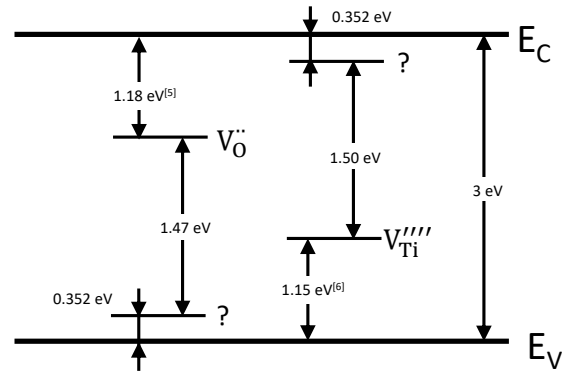 0.352 eV
E_C
?
1.18 eV^[5]
V_O^¨
1.50 eV
3 eV
1.47 eV
V_Ti^′′′′
0.352 eV
1.15 eV^[6]
?
E_V